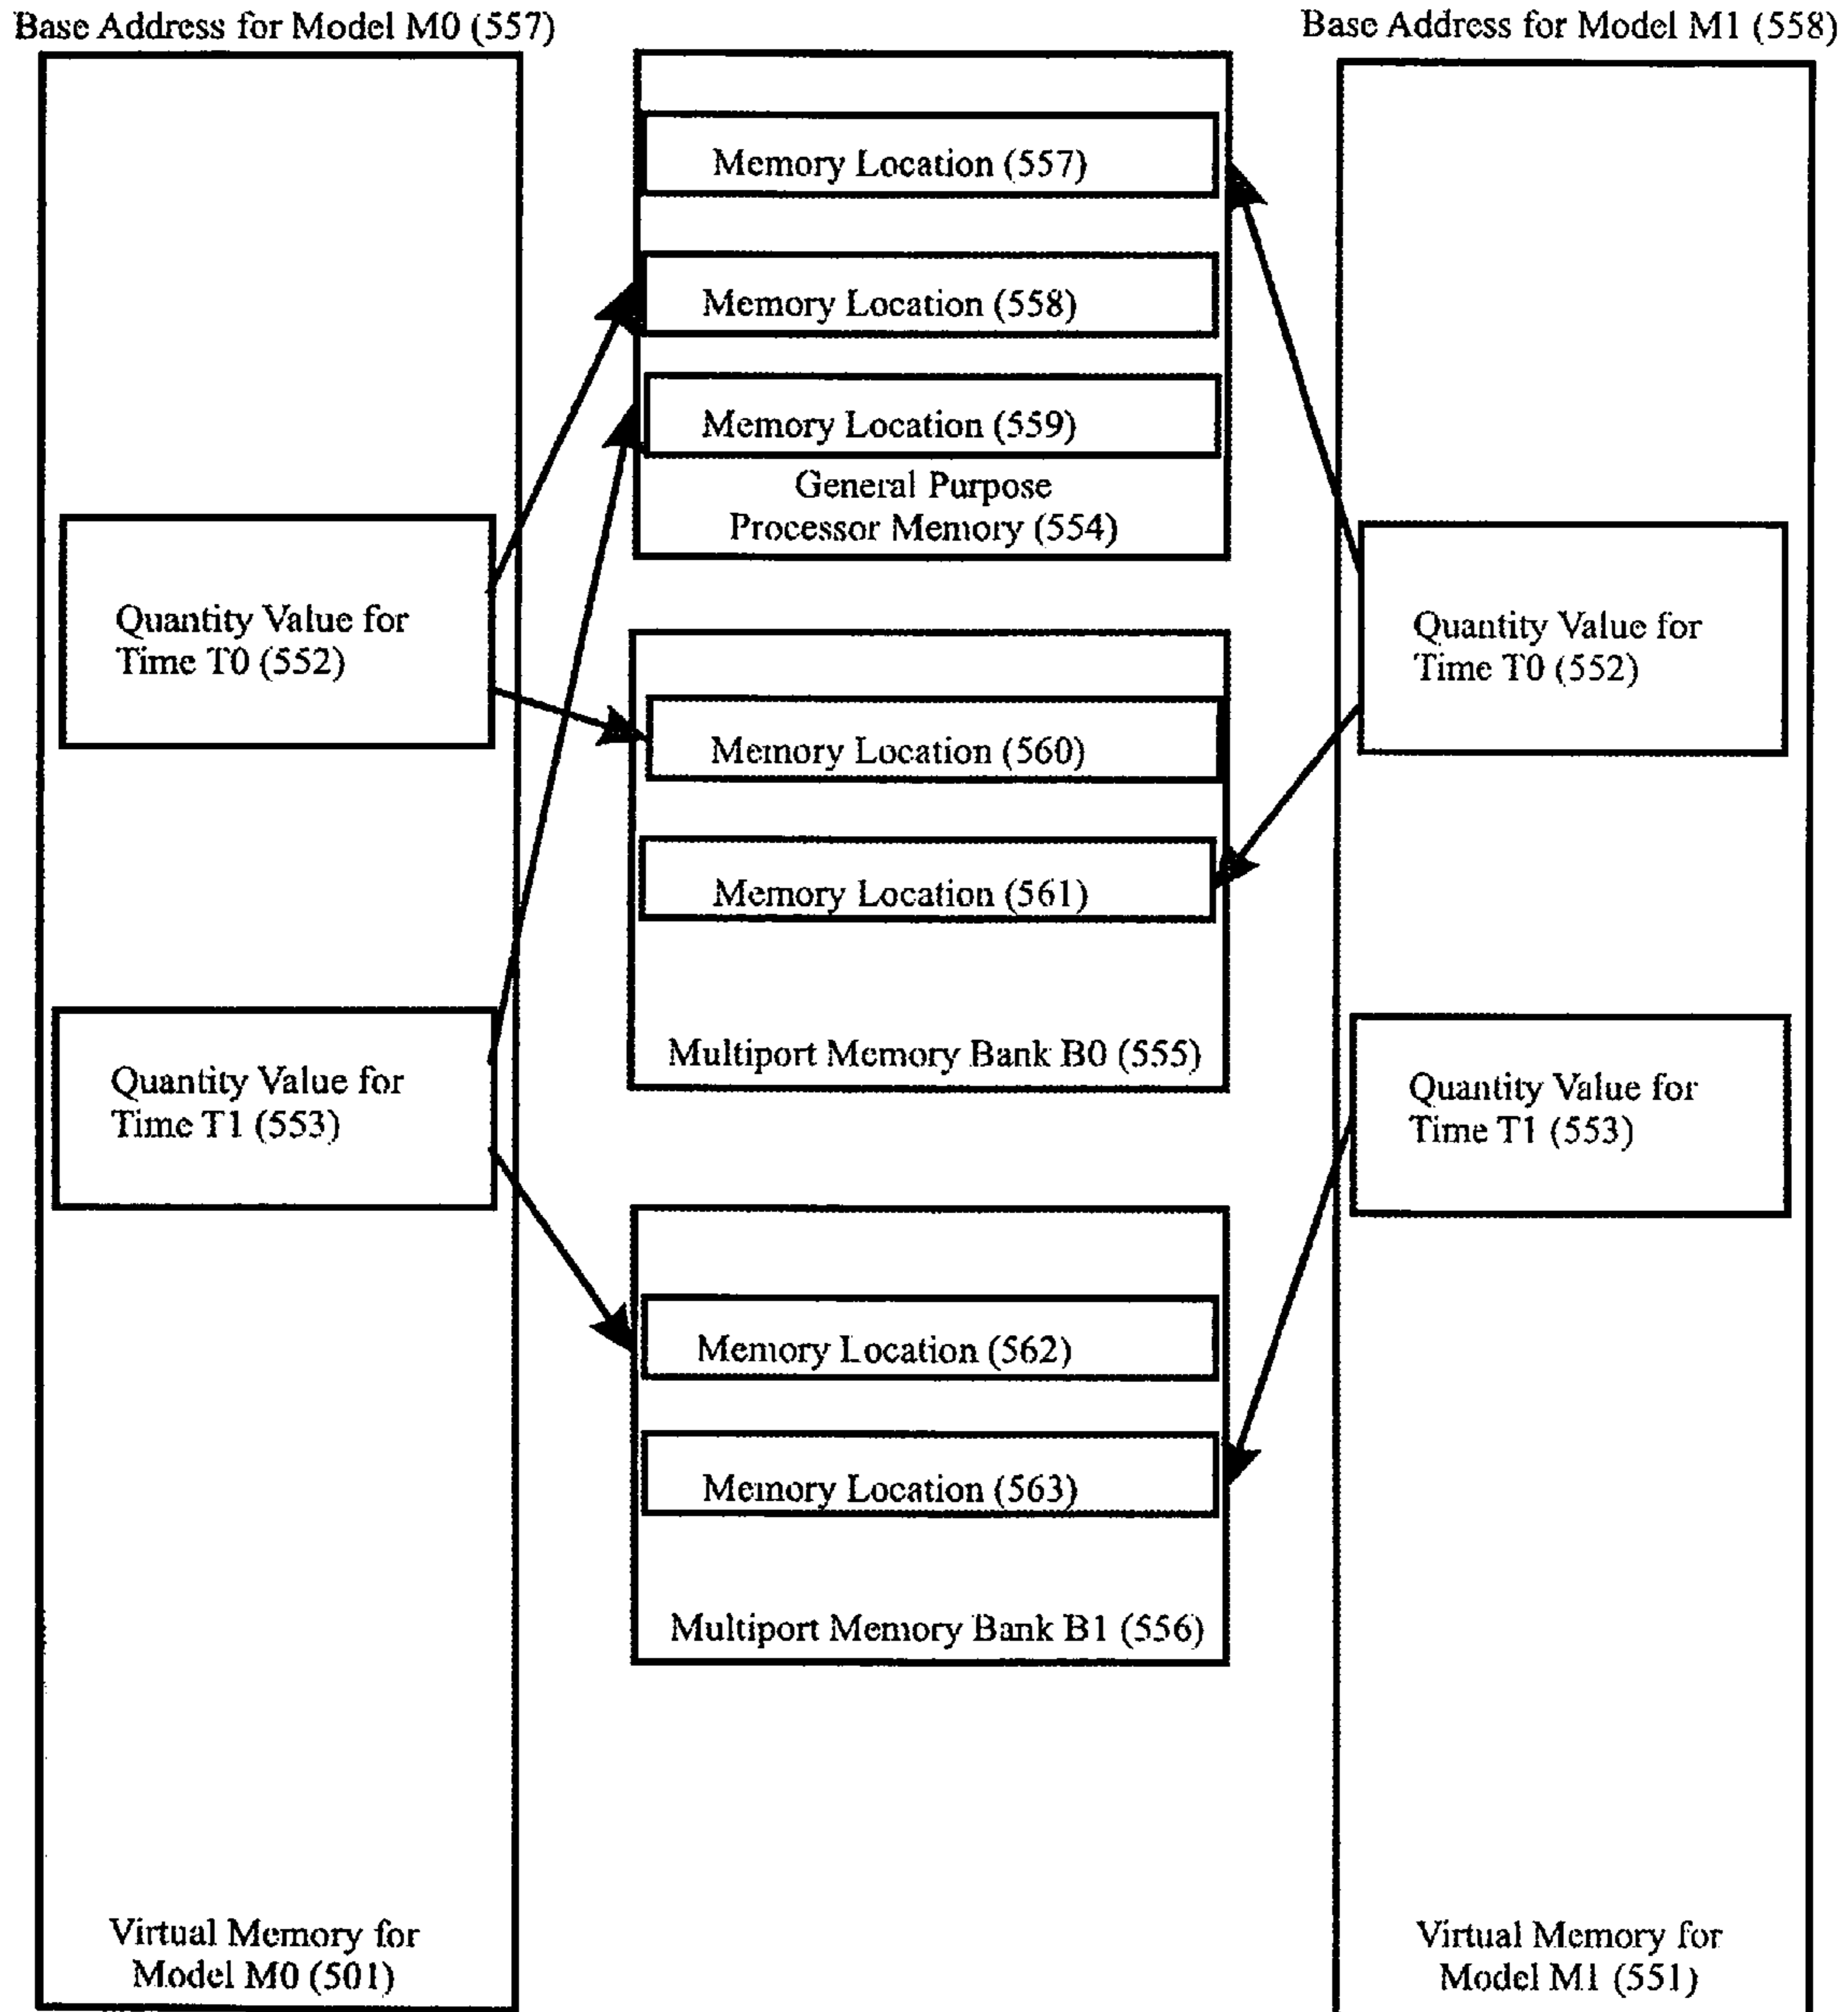 Base Address for Model M0 (557)
Base Address for Model M1 (558)
Memory Location (557)
Memory Location (558)
Memory Location (559)
General Purpose
Processor Memory (554)
Quantity Value for
Time T0 (552)
Quantity Value for
Time T0 (552)
Memory Location (560)
Memory Location (561)
Multiport Memory Bank B0 (555)
Quantity Value for
Time T1 (553)
Quantity Value for
Time T1 (553)
Memory Location (562)
Memory Location (563)
Multiport Memory Bank B1 (556)
Virtual Memory for
Model M0 (501)
Virtual Memory for
Model M1 (551)